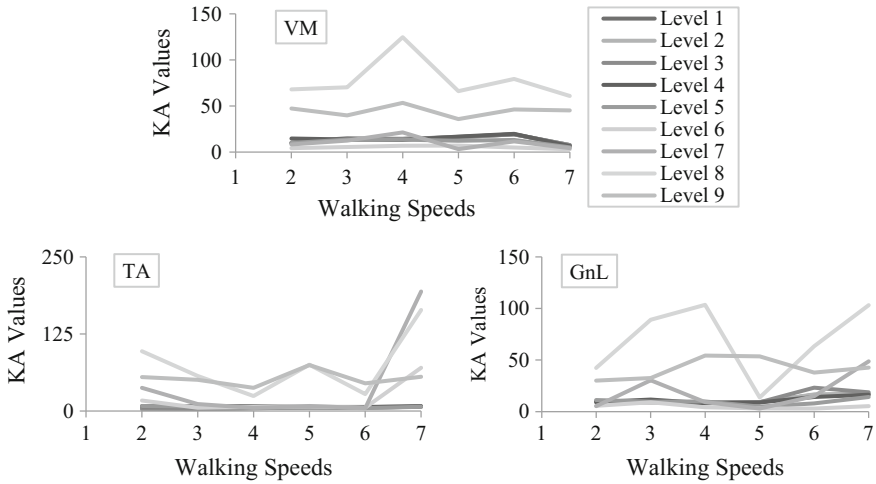 VM
KA Values
150
100
50
0
1 2 3 4 5 6 7
Walking Speeds
Level 1
Level 2
Level 3
Level 4
Level 5
Level 6
Level 7
Level 8
Level 9
TA
KA Values
250
125
0
1 2 3 4 5 6 7
Walking Speeds
GnL
KA Values
150
100
50
0
1 2 3 4 5 6 7
Walking Speeds